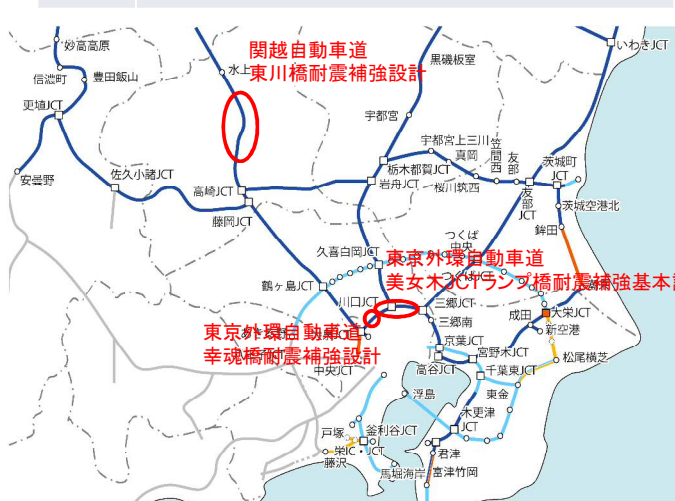 関越自動車道
東川橋耐震補強設計
黒磯板室
いわきJCT
妙高高原
水上
豊田飯山
信濃町
更埴JCT
宇都宮
宇都宮上三川
真岡
笠間西
友部
茨城町JCT
佐久小諸JCT
栃木都賀JCT
安曇野
高崎JCT
岩舟JCT
桜川筑西
友部JCT
茨城空港北
藤岡JCT
鉾田
つくば中央
久喜白岡JCT
東京外環自動車道
つくばJCT
美女木JCTランプ橋耐震補強基本設
鶴ヶ島JCT
川口JCT
三郷JCT
大栄JCT
成田
三郷南
新空港
東京外環自動車道
幸魂橋耐震補強設計
京葉JCT
宮野木JCT
松尾横芝
中央JCT
高谷JCT
千葉東JCT
東金
浮島
木更津JCT
戸塚
釜利谷JCT
栄IC・JCT
君津
藤沢
馬堀海岸
富津竹岡